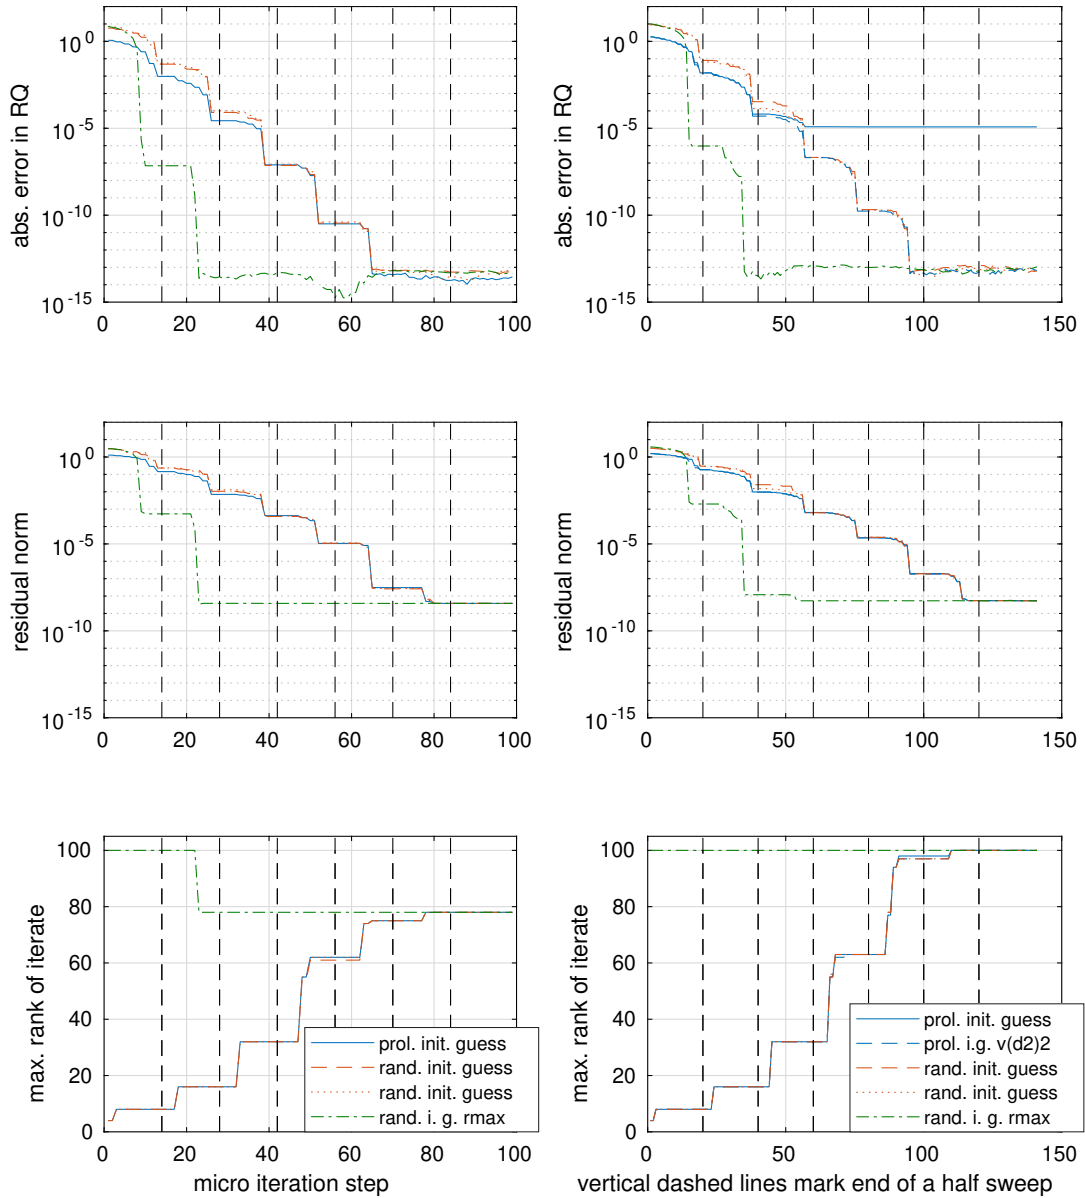 abs. error in RQ
10^0
10^-5
10^-10
10^-15
0 20 40 60 80 100
abs. error in RQ
10^0
10^-5
10^-10
10^-15
0 50 100 150
residual norm
10^0
10^-5
10^-10
10^-15
0 20 40 60 80 100
residual norm
10^0
10^-5
10^-10
10^-15
0 50 100 150
max. rank of iterate
100
80
60
40
20
0
prol. init. guess
rand. init. guess
rand. init. guess
rand. i. g. rmax
0 20 40 60 80 100
micro iteration step
max. rank of iterate
100
80
60
40
20
0
prol. init. guess
prol. i.g. v(d2)2
rand. init. guess
rand. init. guess
rand. i. g. rmax
0 50 100 150
vertical dashed lines mark end of a half sweep